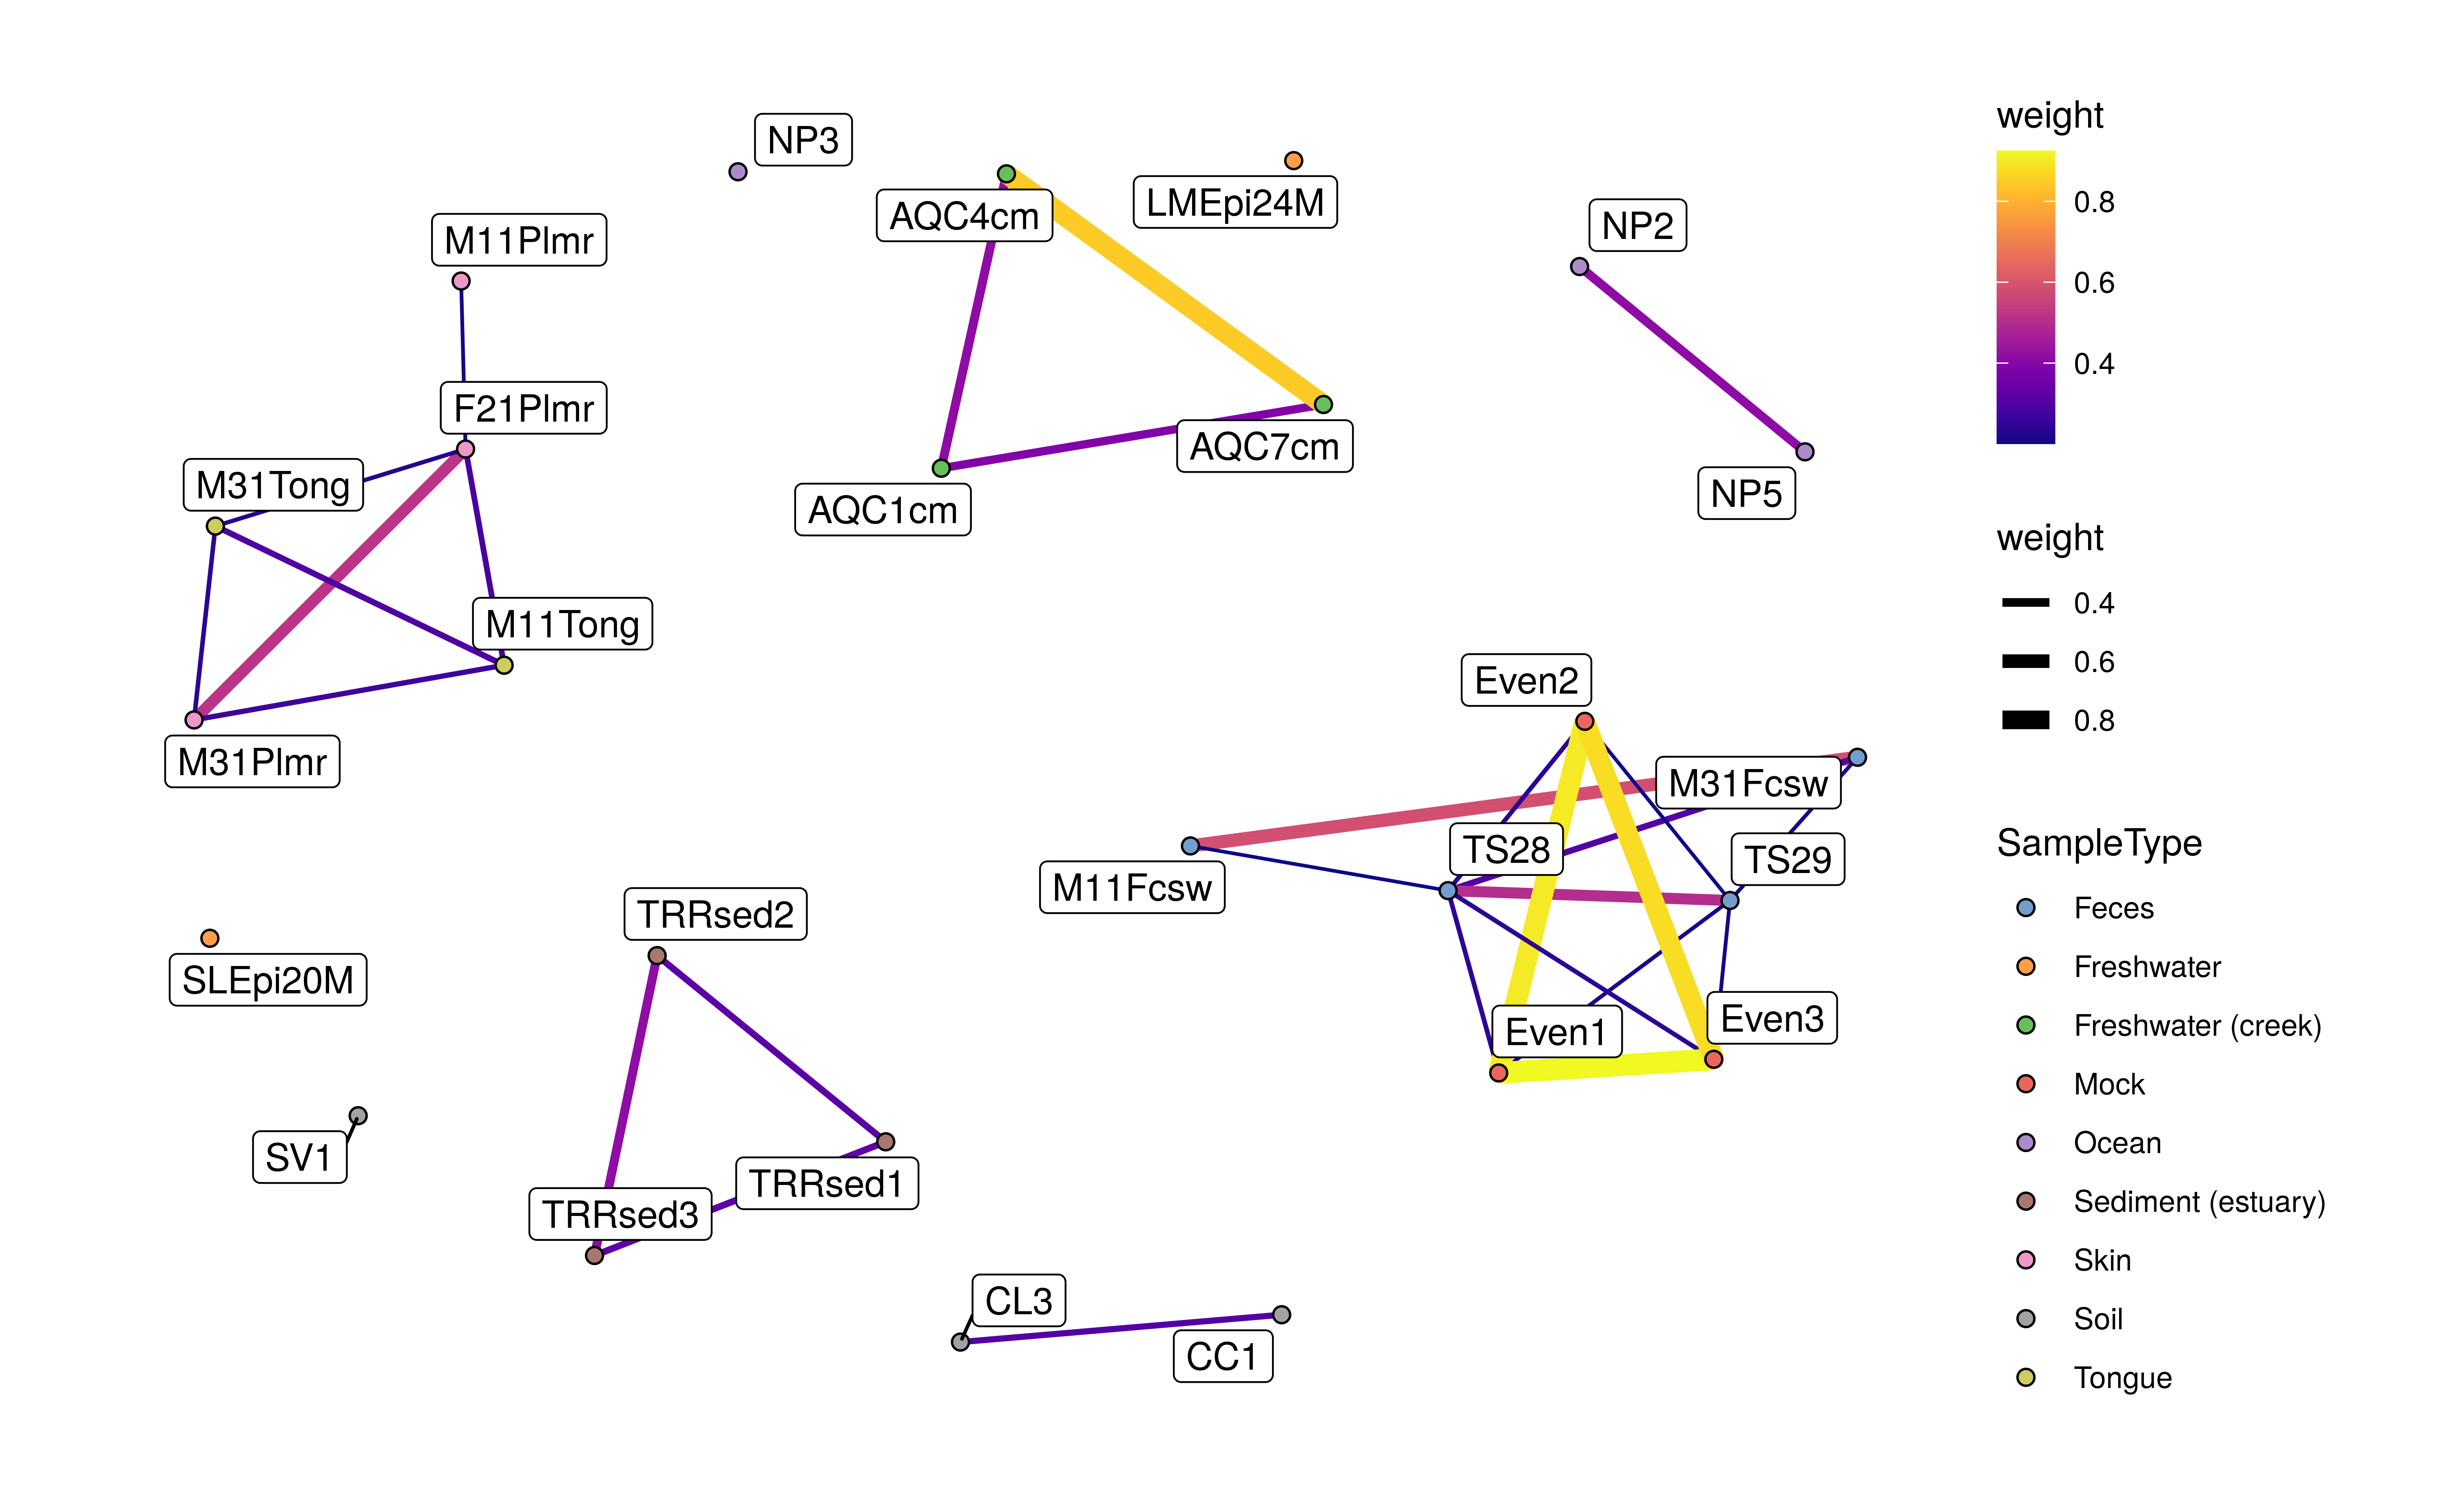 NP3
AQC4cm
LMEpi24M
NP2
M11Plmr
F21Plmr
M31Tong
AQC7cm
NP5
AQC1cm
M11Tong
M31Plmr
Even2
M31Fcsw
TS28
TS29
M11Fcsw
TRRsed2
SLEpi20M
Even1
Even3
SV1
TRRsed1
TRRsed3
CL3
CC1
weight
0.8
0.6
0.4
weight
0.4
0.6
0.8
SampleType
Feces
Freshwater
Freshwater (creek)
Mock
Ocean
Sediment (estuary)
Skin
Soil
Tongue